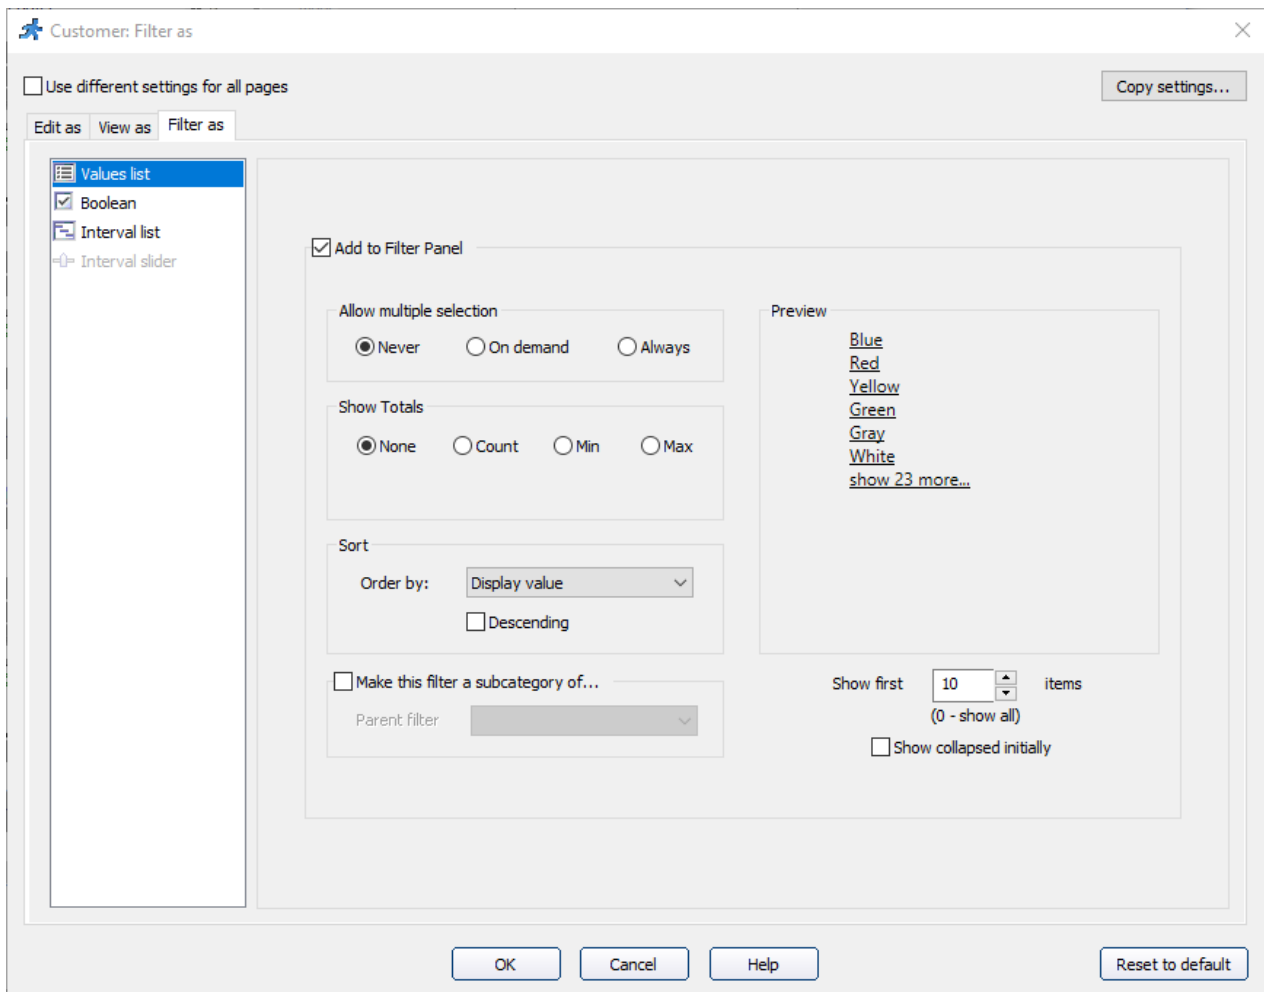 Customer: Filter as
Use different settings for all pages
Copy settings...
Edit as View as Filter as
Values list
Boolean
Interval list
Interval slider
Add to Filter Panel
Allow multiple selection
Never On demand Always
Show Totals
None Count Min Max
Sort
Order by: Display value
Descending
Make this filter a subcategory of...
Parent filter
Preview
Blue
Red
Yellow
Green
Gray
White
show 23 more...
Show first 10 items
(0 - show all)
Show collapsed initially
OK Cancel Help Reset to default